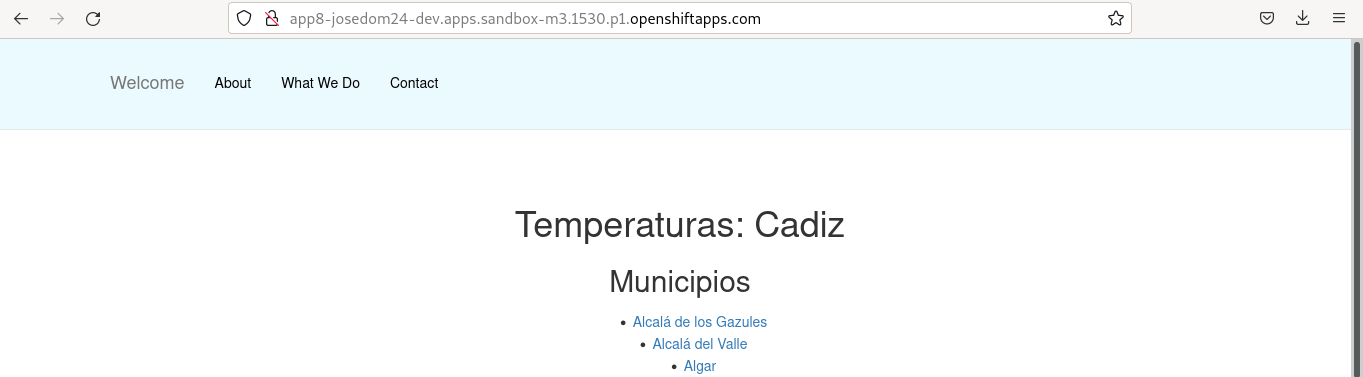 app8-josedom24-dev.apps.sandbox-m3.1530.p1.openshiftapps.com
Welcome About What We Do Contact
Temperaturas: Cadiz
Municipios
• Alcalá de los Gazules
• Alcalá del Valle
• Algar